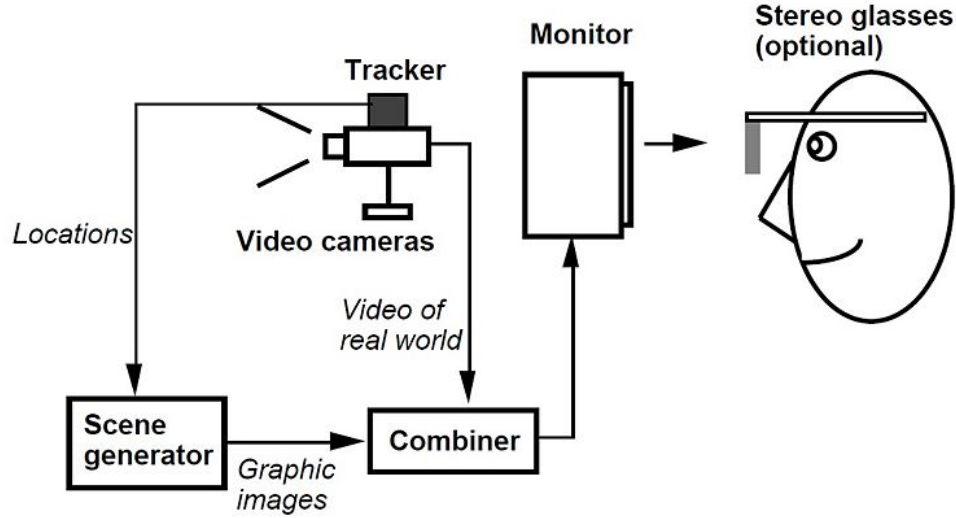 Stereo glasses
(optional)
Monitor
Tracker
Locations
Video cameras
Video of
real world
Scene
generator
Combiner
Graphic
images